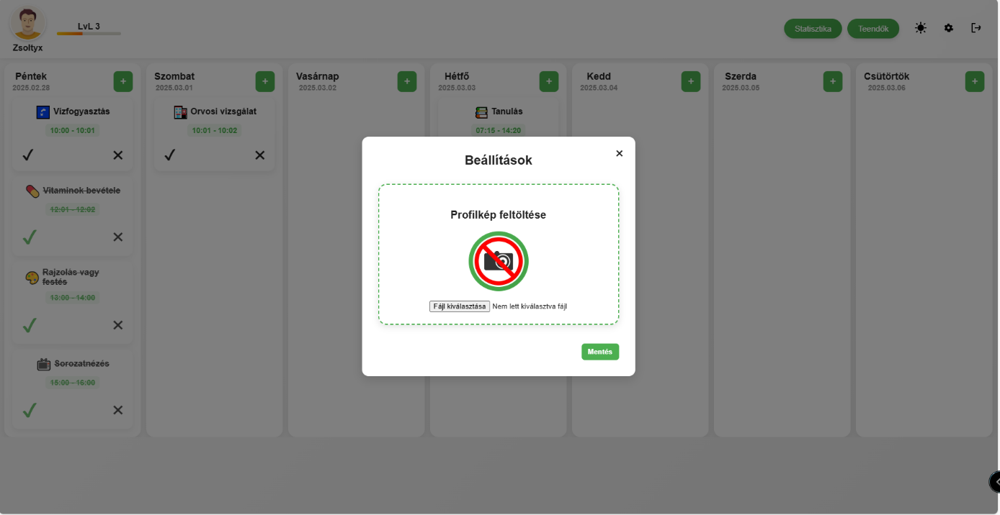 LvL 3
Zsoltyx
Statisztika
Teendők
Péntek
2025.02.28
+
Vizfogyasztás
10:00 - 10:01
Vitaminok bevétele
12:01 - 12:02
Rajzolás vagy
festés
13:00 - 14:00
Sorozatnézés
15:00 - 16:00
Szombat
2025.03.01
+
Orvosi vizsgálat
10:01 - 10:02
Vasárnap
2025.03.02
+
Hétfő
2025.03.03
+
Tanulás
07:15 - 14:20
Kedd
2025.03.04
+
Szerda
2025.03.05
+
Csütörtök
2025.03.06
+
Beállítások
Profilkép feltöltése
Fájl kiválasztása Nem lett kiválasztva fájl
Mentés